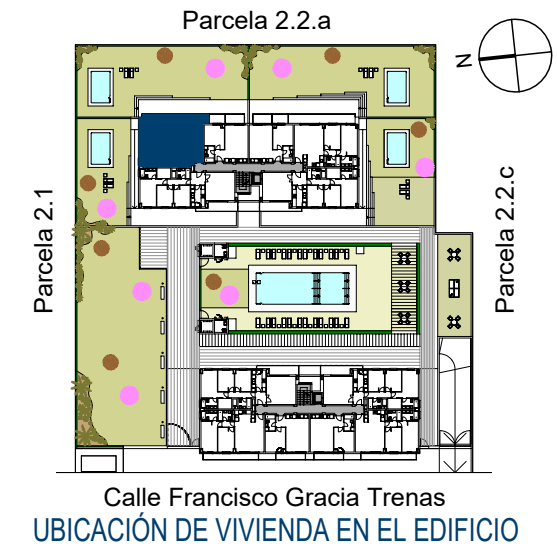 Parcela 2.2.a
N
Parcela 2.1
Parcela 2.2.c
Calle Francisco Gracia Trenas
UBICACIÓN DE VIVIENDA EN EL EDIFICIO